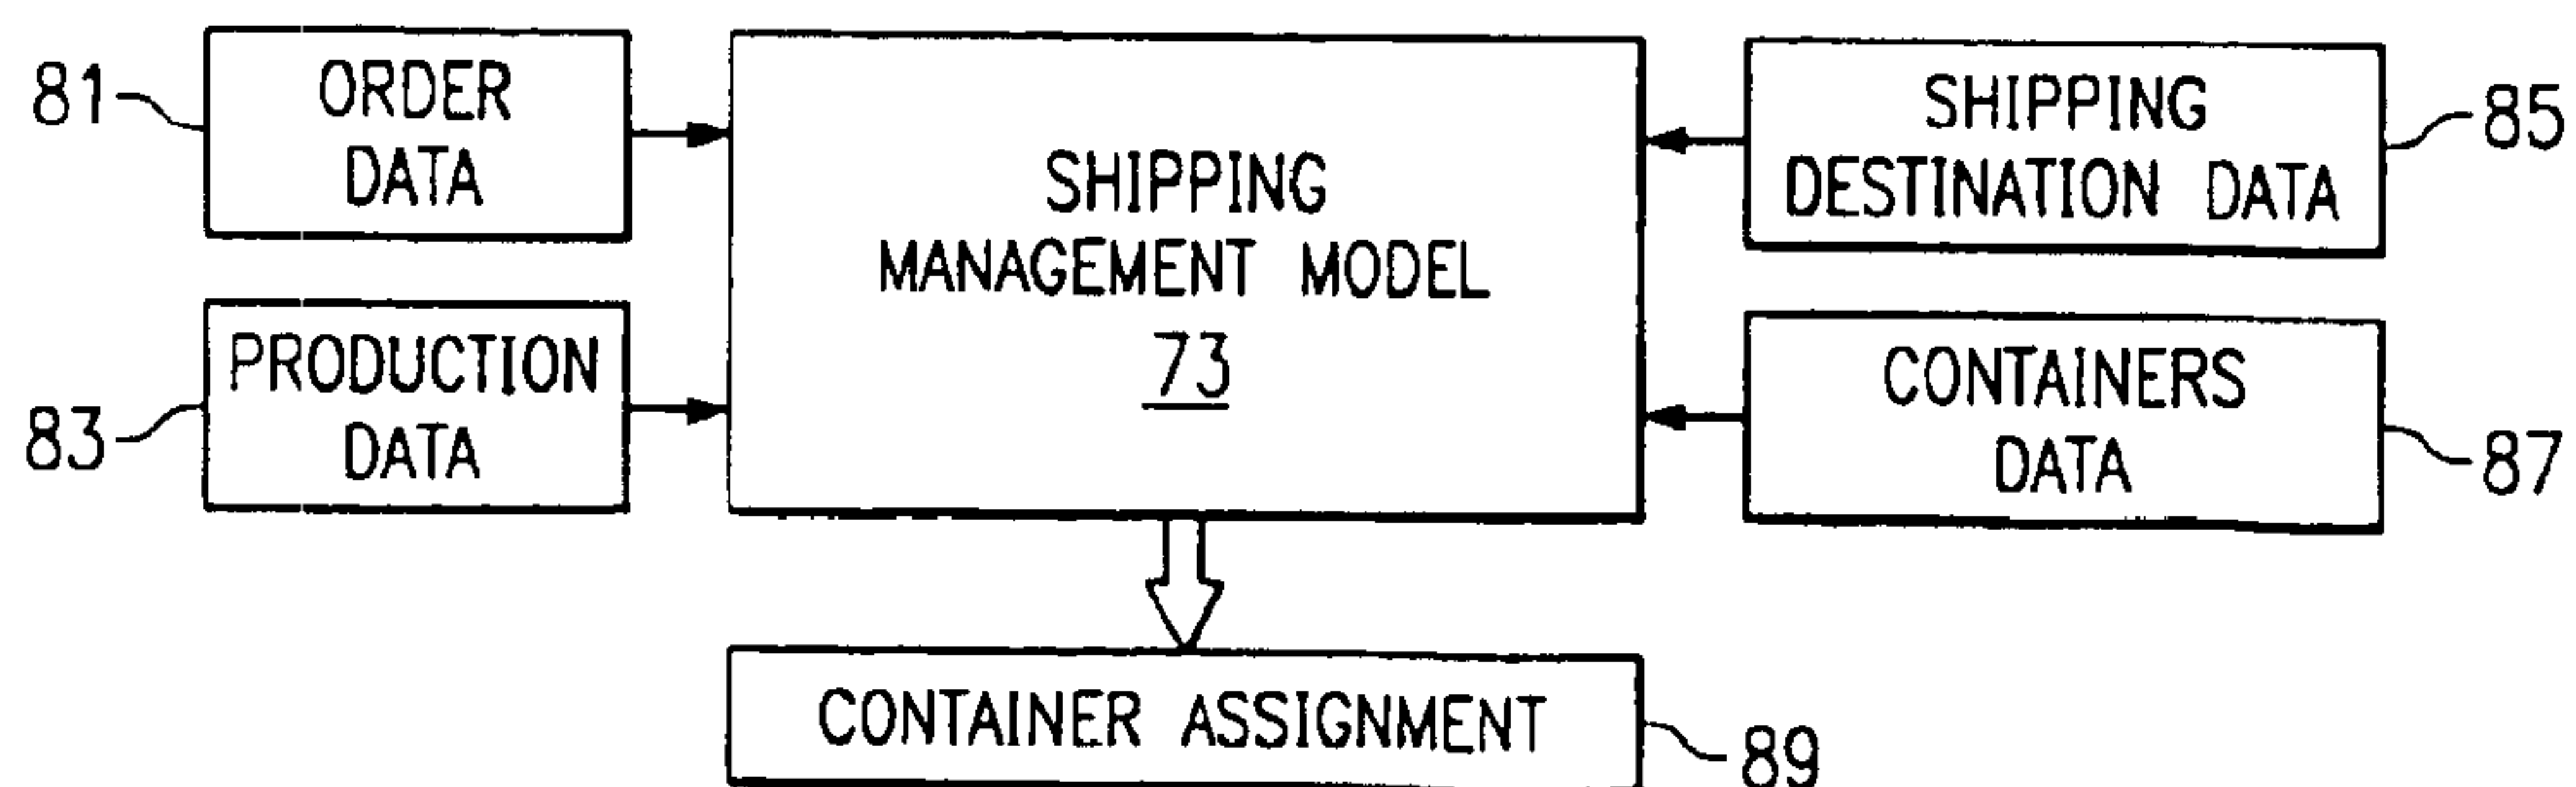 81
ORDER
DATA
83
PRODUCTION
DATA
SHIPPING
MANAGEMENT MODEL
73
SHIPPING
DESTINATION DATA
85
CONTAINERS
DATA
87
CONTAINER ASSIGNMENT
89